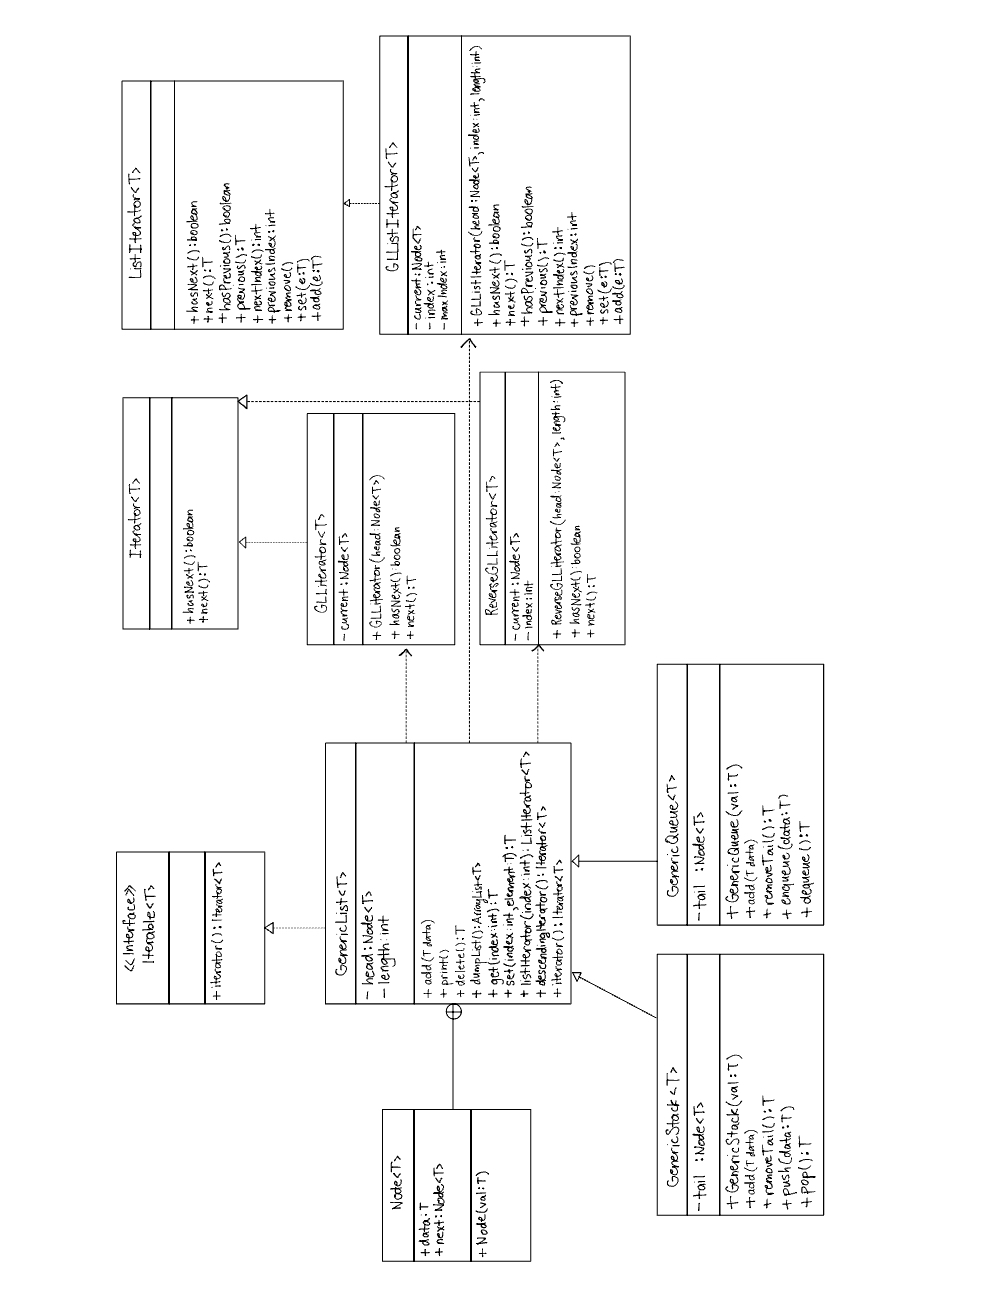 <<Interface>>
Iterable<T>
+ iterator(): Iterator<T>
Iterator<T>
+ hasNext(): boolean
+ next(): T
ListIterator<T>
+ hasNext(): boolean
+ next(): T
+ hasPrevious(): boolean
+ previous(): T
+ nextIndex(): int
+ previousIndex: int
+ remove()
+ set(e:T)
+ add(e:T)
Node<T>
+ data: T
+ next: Node<T>
+ Node(val:T)
GenericList<T>
- head: Node<T>
- length: int
+ add(T data)
+ print()
+ delete(): T
+ dumpList(): ArrayList<T>
+ get(index:int): T
+ set(index:int, element:T): T
+ listIterator(index:int): ListIterator<T>
+ descendingIterator(): Iterator<T>
+ iterator(): Iterator<T>
GLLIterator<T>
- current: Node<T>
+ GLLIterator(head: Node<T>)
+ hasNext(): boolean
+ next(): T
GLListIterator<T>
- current: Node<T>
- index: int
- maxIndex: int
+ GLListIterator(head: Node<T>, index: int, length: int)
+ hasNext(): boolean
+ next(): T
+ hasPrevious(): boolean
+ previous(): T
+ nextIndex(): int
+ previousIndex: int
+ remove()
+ set(e:T)
+ add(e:T)
ReverseGLLIterator<T>
- current: Node<T>
- index: int
+ ReverseGLLIterator(head: Node<T>, length: int)
+ hasNext(): boolean
+ next(): T
GenericStack<T>
- tail : Node<T>
+ GenericStack(val: T)
+ add(T data)
+ removeTail(): T
+ push(data: T)
+ pop(): T
GenericQueue<T>
- tail : Node<T>
+ GenericQueue(val: T)
+ add(T data)
+ removeTail(): T
+ enqueue(data: T)
+ dequeue(): T